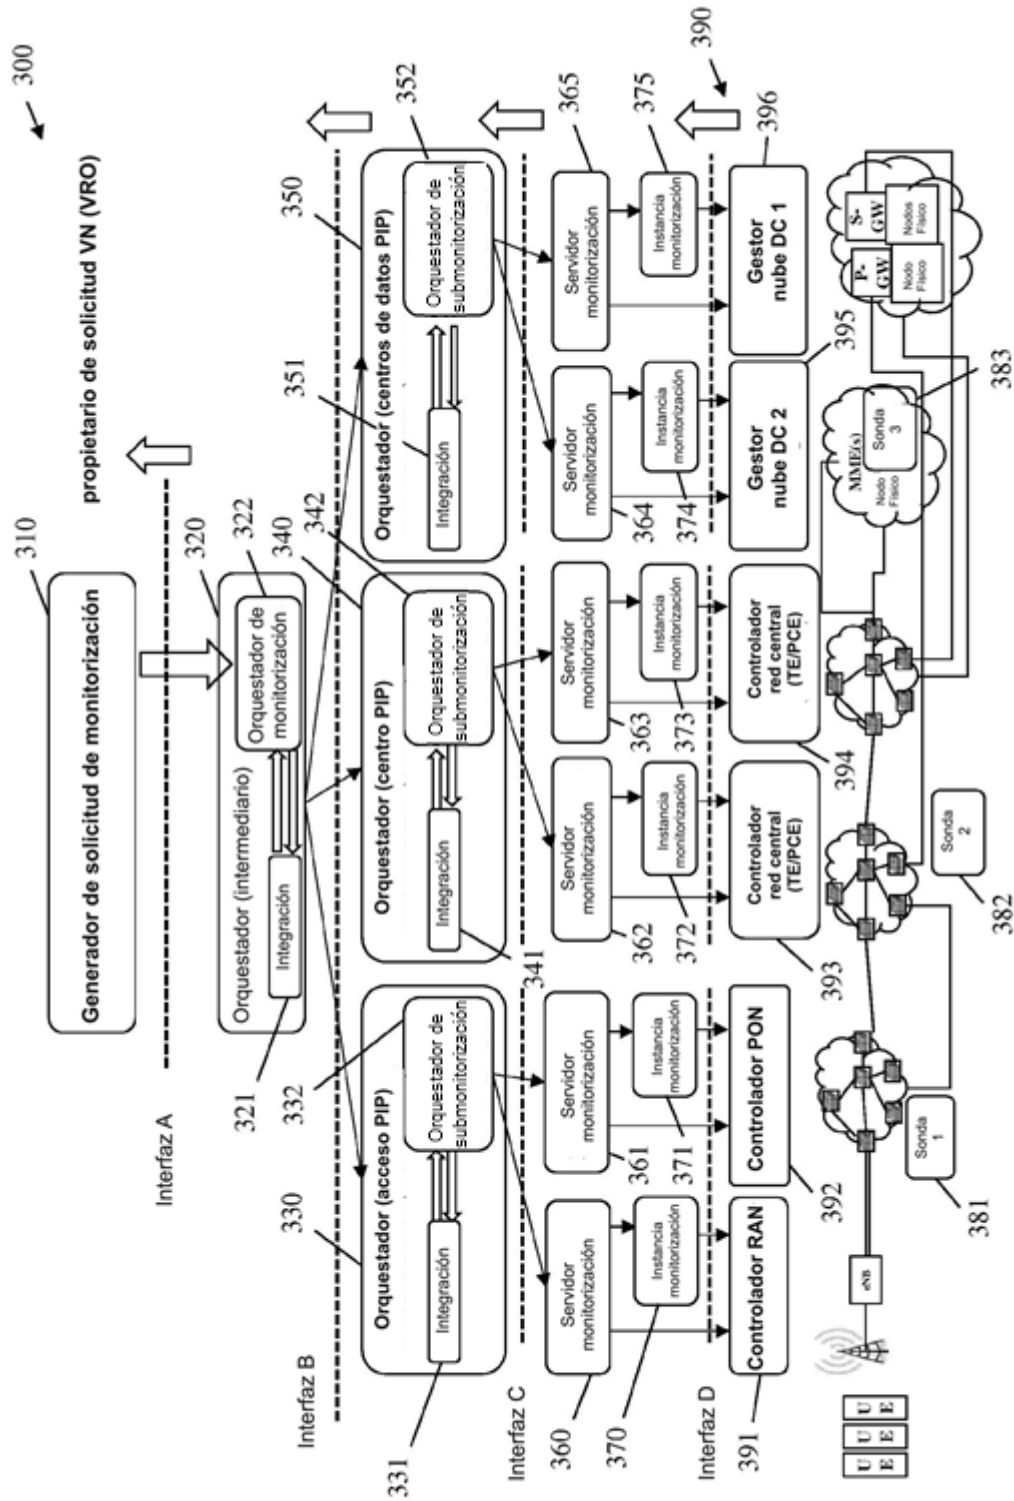 300
propietario de solicitud VN (VRO)
310
Generador de solicitud de monitorización
Interfaz A
320
322
Orquestador (intermediario)
Orquestador de
monitorización
Integración
321
Interfaz B
330
332
Orquestador (acceso PIP)
Orquestador de
submonitorización
Integración
331
340
342
Orquestador (centro PIP)
Orquestador de
submonitorización
Integración
341
350
352
351
Orquestador (centros de datos PIP)
Orquestador de
submonitorización
Integración
Interfaz C
360
Servidor
monitorización
361
Servidor
monitorización
362
Servidor
monitorización
363
Servidor
monitorización
364
Servidor
monitorización
365
Servidor
monitorización
370
Instancia
monitorización
371
Instancia
monitorización
372
Instancia
monitorización
373
Instancia
monitorización
374
Instancia
monitorización
375
Instancia
monitorización
Interfaz D
390
391
Controlador RAN
392
Controlador PON
393
Controlador
red central
(TE/PCE)
394
Controlador
red central
(TE/PCE)
395
Gestor
nube DC 2
396
Gestor
nube DC 1
U E
U E
U E
eNB
Sonda
1
381
Sonda
2
382
MME(s)
Nodo
Físico
Sonda
3
383
P-
GW
Nodo
Físico
S-
GW
Nodos
Físico